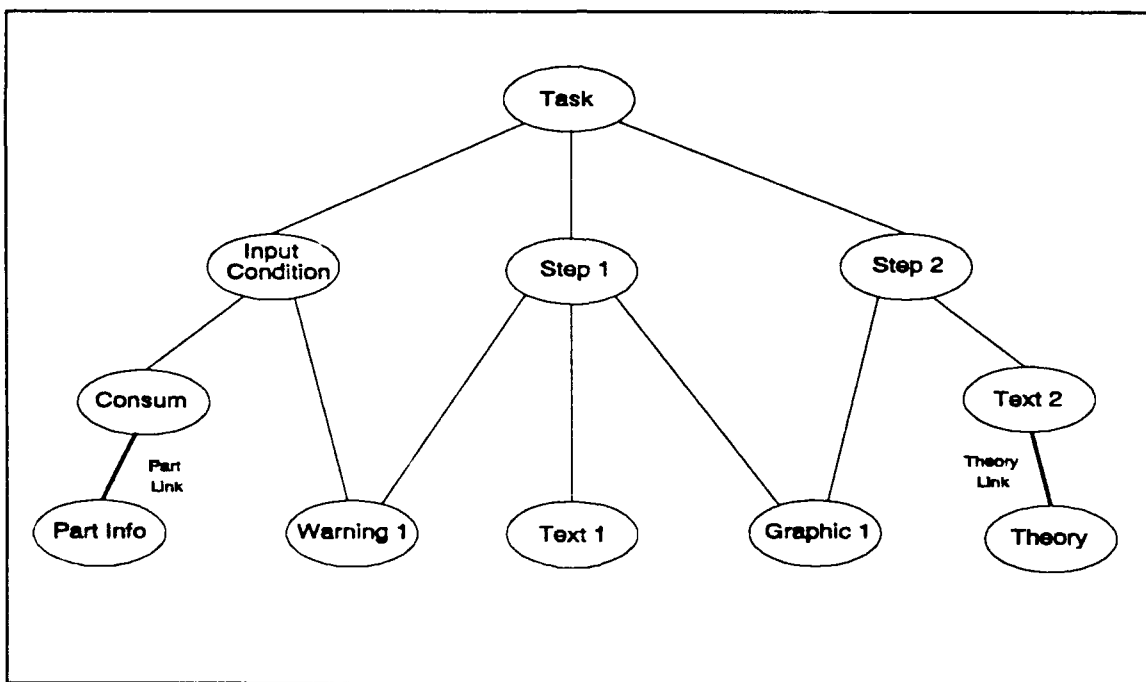 Task
Input
Condition
Step 1
Step 2
Consum
Text 2
Part
Link
Theory
Link
Part Info
Warning 1
Text 1
Graphic 1
Theory